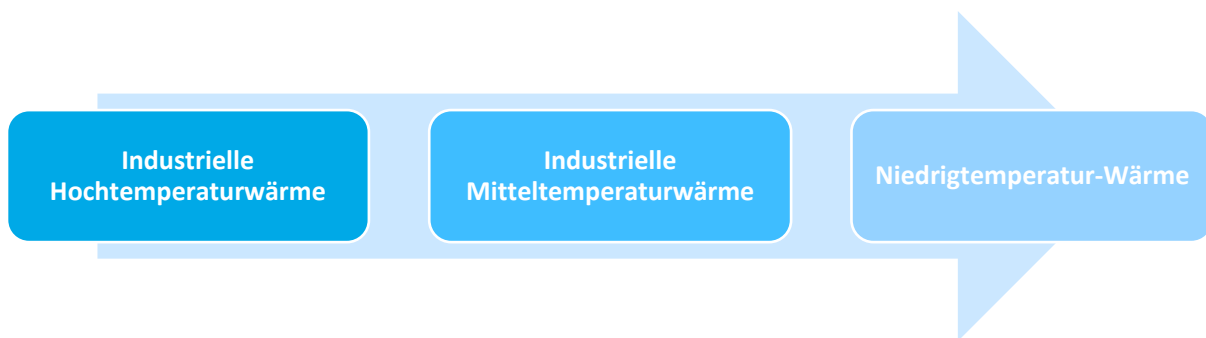 Industrielle
Hochtemperaturwärme
Industrielle
Mitteltemperaturwärme
Niedrigtemperatur-Wärme